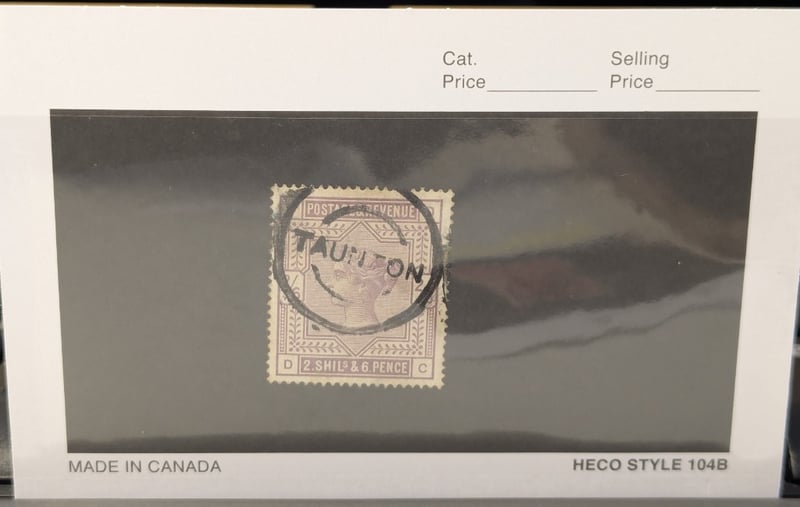 Cat. Selling
Price Price
POSTAGE & REVENUE
TAUNTON
D 2.SHILS & 6.PENCE C
MADE IN CANADA HECO STYLE 104B